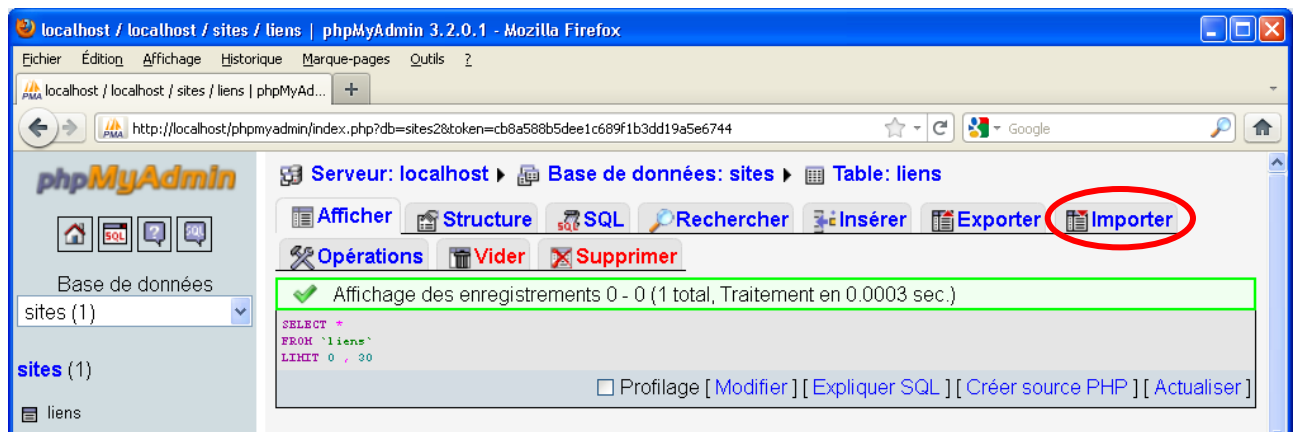 localhost / localhost / sites / liens | phpMyAdmin 3.2.0.1 - Mozilla Firefox
Fichier Édition Affichage Historique Marque-pages Outils ?
PMA localhost / localhost / sites / liens | phpMyAd... +
PMA http://localhost/phpmyadmin/index.php?db=sites2&token=cb8a588b5dee1c689f1b3dd19a5e6744 Google
phpMyAdmin
Serveur: localhost ▸ Base de données: sites ▸ Table: liens
Afficher Structure SQL Rechercher Insérer Exporter Importer
SQL SQL
Opérations Vider Supprimer
Base de données
sites (1)
Affichage des enregistrements 0 - 0 (1 total, Traitement en 0.0003 sec.)
SELECT *
FROM `liens`
LIMIT 0 , 30
sites (1)
Profilage [ Modifier ] [ Expliquer SQL ] [ Créer source PHP ] [ Actualiser ]
liens